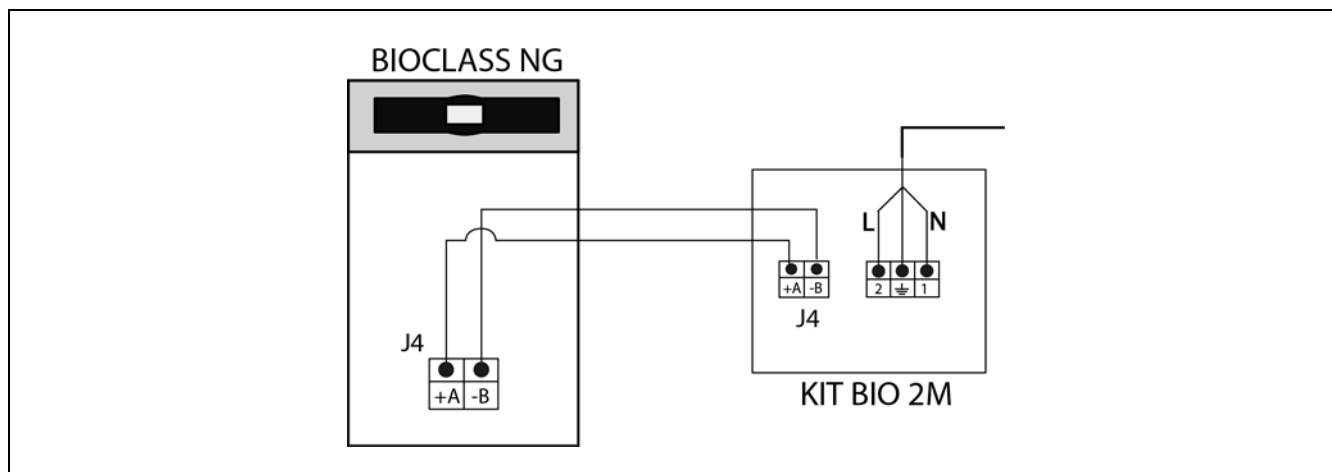 BIOCLASS NG
L N
+A -B
2 ⏚ 1
J4
J4
+A -B
KIT BIO 2M